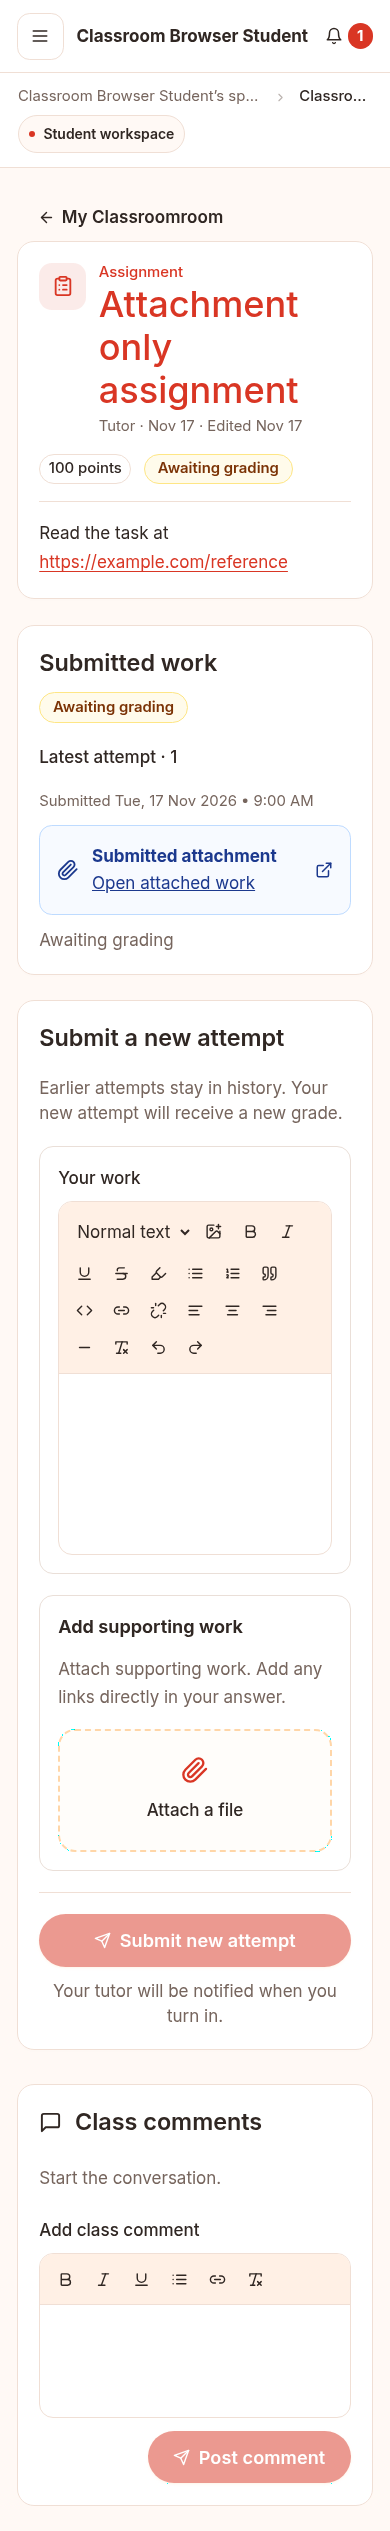 Classroom Browser Student
1
Classroom Browser Student's sp...
Classro...
Student workspace
My Classroomroom
Assignment
Attachment
only
assignment
Tutor · Nov 17 · Edited Nov 17
100 points
Awaiting grading
Read the task at
https://example.com/reference
Submitted work
Awaiting grading
Latest attempt · 1
Submitted Tue, 17 Nov 2026 • 9:00 AM
Submitted attachment
Open attached work
Awaiting grading
Submit a new attempt
Earlier attempts stay in history. Your
new attempt will receive a new grade.
Your work
Normal text
Add supporting work
Attach supporting work. Add any
links directly in your answer.
Attach a file
Submit new attempt
Your tutor will be notified when you
turn in.
Class comments
Start the conversation.
Add class comment
Post comment